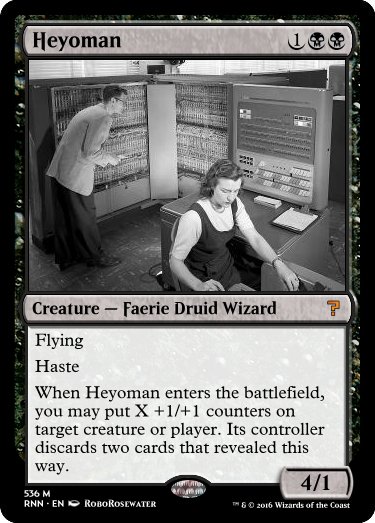 Heyoman 1
Creature — Faerie Druid Wizard
Flying
Haste
When Heyoman enters the battlefield,
you may put X +1/+1 counters on
target creature or player. Its controller
discards two cards that revealed this
way.
4/1
536 M
RNN • EN RoboRosewater
™ & © 2016 Wizards of the Coast